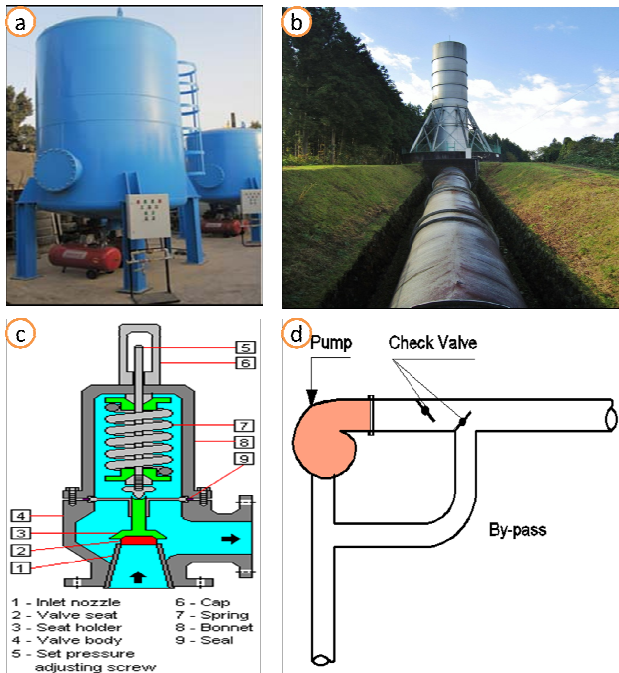 a
b
c
5
6
7
8
9
4
3
2
1
1 - Inlet nozzle
2 - Valve seat
3 - Seat holder
4 - Valve body
5 - Set pressure
adjusting screw
6 - Cap
7 - Spring
8 - Bonnet
9 - Seal
d
Pump
Check Valve
By-pass